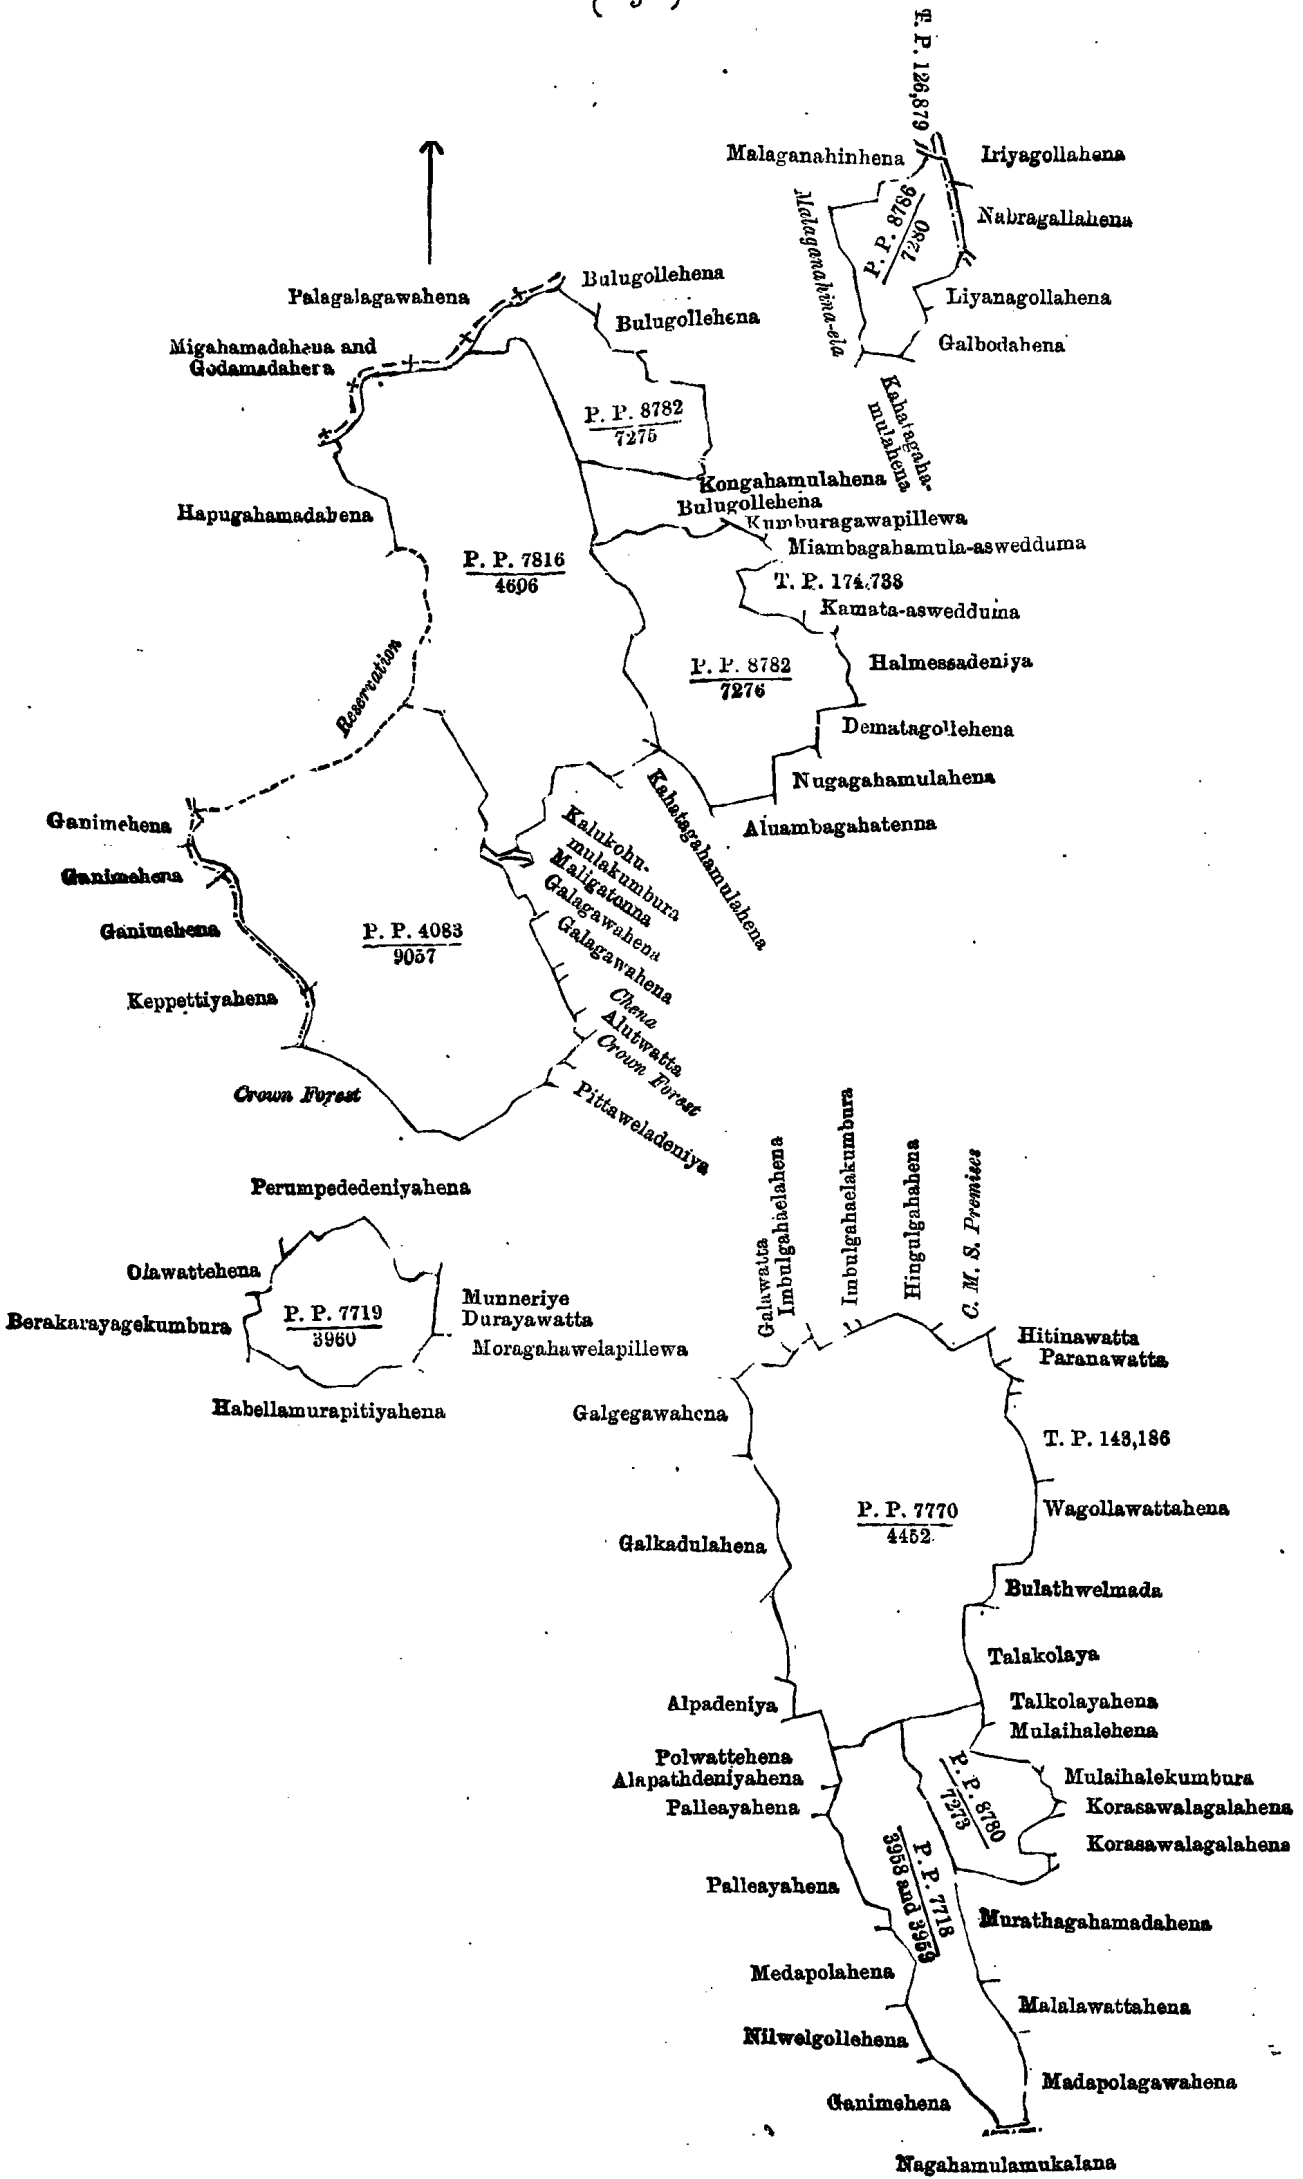 T. P. 126,879
Malaganahinhena
Iriyagollahena
Malaganahina-ela
P. P. 8786
7280
Nabragallahena
Liyanagollahena
Galbodahena
Kahatagaha-
mulahena
Palagalagawahena
Bulugollehena
Bulugollehena
Migahamadahena and
Godamadahera
P. P. 8782
7275
Kongahamulahena
Bulugollehena
Kumburagawapillewa
Miambagahamula-aswedduma
Hapugahamadahena
P. P. 7816
4606
T. P. 174,738
Kamata-aswedduma
Reservation
P. P. 8782
7276
Halmessadeniya
Dematagollehena
Nugagahamulahena
Aluambagahatenna
Kahatagahamulahena
Kalukohu-
mulakumbura
Maligatenna
Galagawahena
Galagawahena
Chena
Alutwatta
Crown Forest
Pittaweladeniya
Ganimehena
Ganimehena
Ganimehena
P. P. 4083
9057
Keppettiyahena
Crown Forest
Perumpededeniyahena
Olawattehena
Berakarayagekumbura
P. P. 7719
3960
Munneriye
Durayawatta
Moragahawelapillewa
Habellamurapitiyahena
Galawatta
Imbulgahaelahena
Imbulgahaelakumbura
Hingulgahahena
C. M. S. Premises
Hitinawatta
Paranawatta
Galgegawahena
T. P. 143,186
P. P. 7770
4452
Wagollawattahena
Galkadulahena
Bulathwelmada
Talakolaya
Alpadeniya
Talkolayahena
Mulaihalehena
Polwattehena
Alapathdeniyahena
Palleayahena
P. P. 8780
7273
Mulaihalekumbura
Korasawalagalahena
Korasawalagalahena
Palleayahena
P. P. 7718
3958 and 3959
Murathagahamadahena
Medapolahena
Malalawattahena
Nilwelgollehena
Madapolagawahena
Ganimehena
Nagahamulamukalana